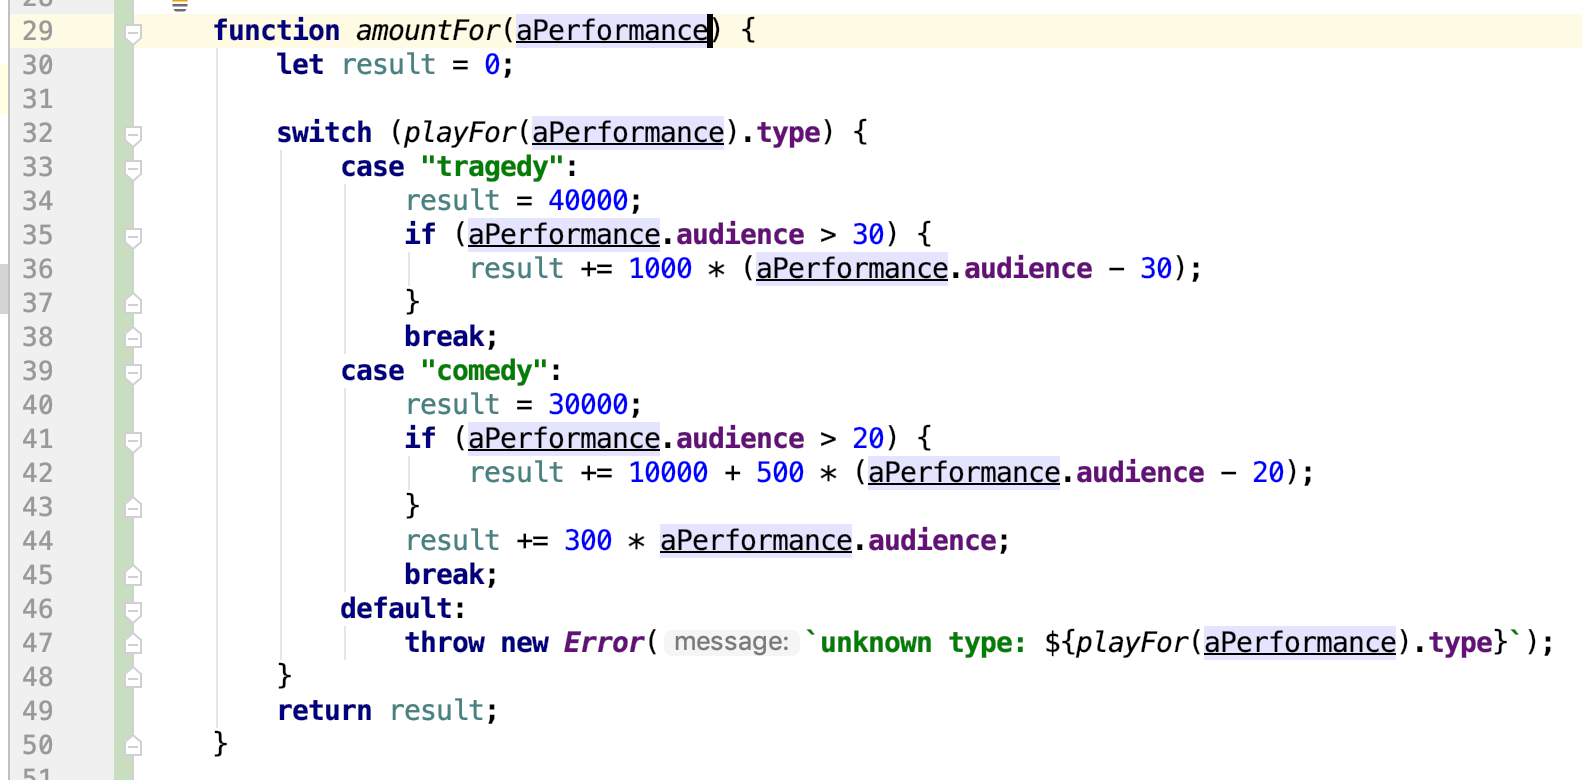 28
29 function amountFor(aPerformance) {
30 let result = 0;
31
32 switch (playFor(aPerformance).type) {
33 case "tragedy":
34 result = 40000;
35 if (aPerformance.audience > 30) {
36 result += 1000 * (aPerformance.audience - 30);
37 }
38 break;
39 case "comedy":
40 result = 30000;
41 if (aPerformance.audience > 20) {
42 result += 10000 + 500 * (aPerformance.audience - 20);
43 }
44 result += 300 * aPerformance.audience;
45 break;
46 default:
47 throw new Error( message: `unknown type: ${playFor(aPerformance).type}`);
48 }
49 return result;
50 }
51